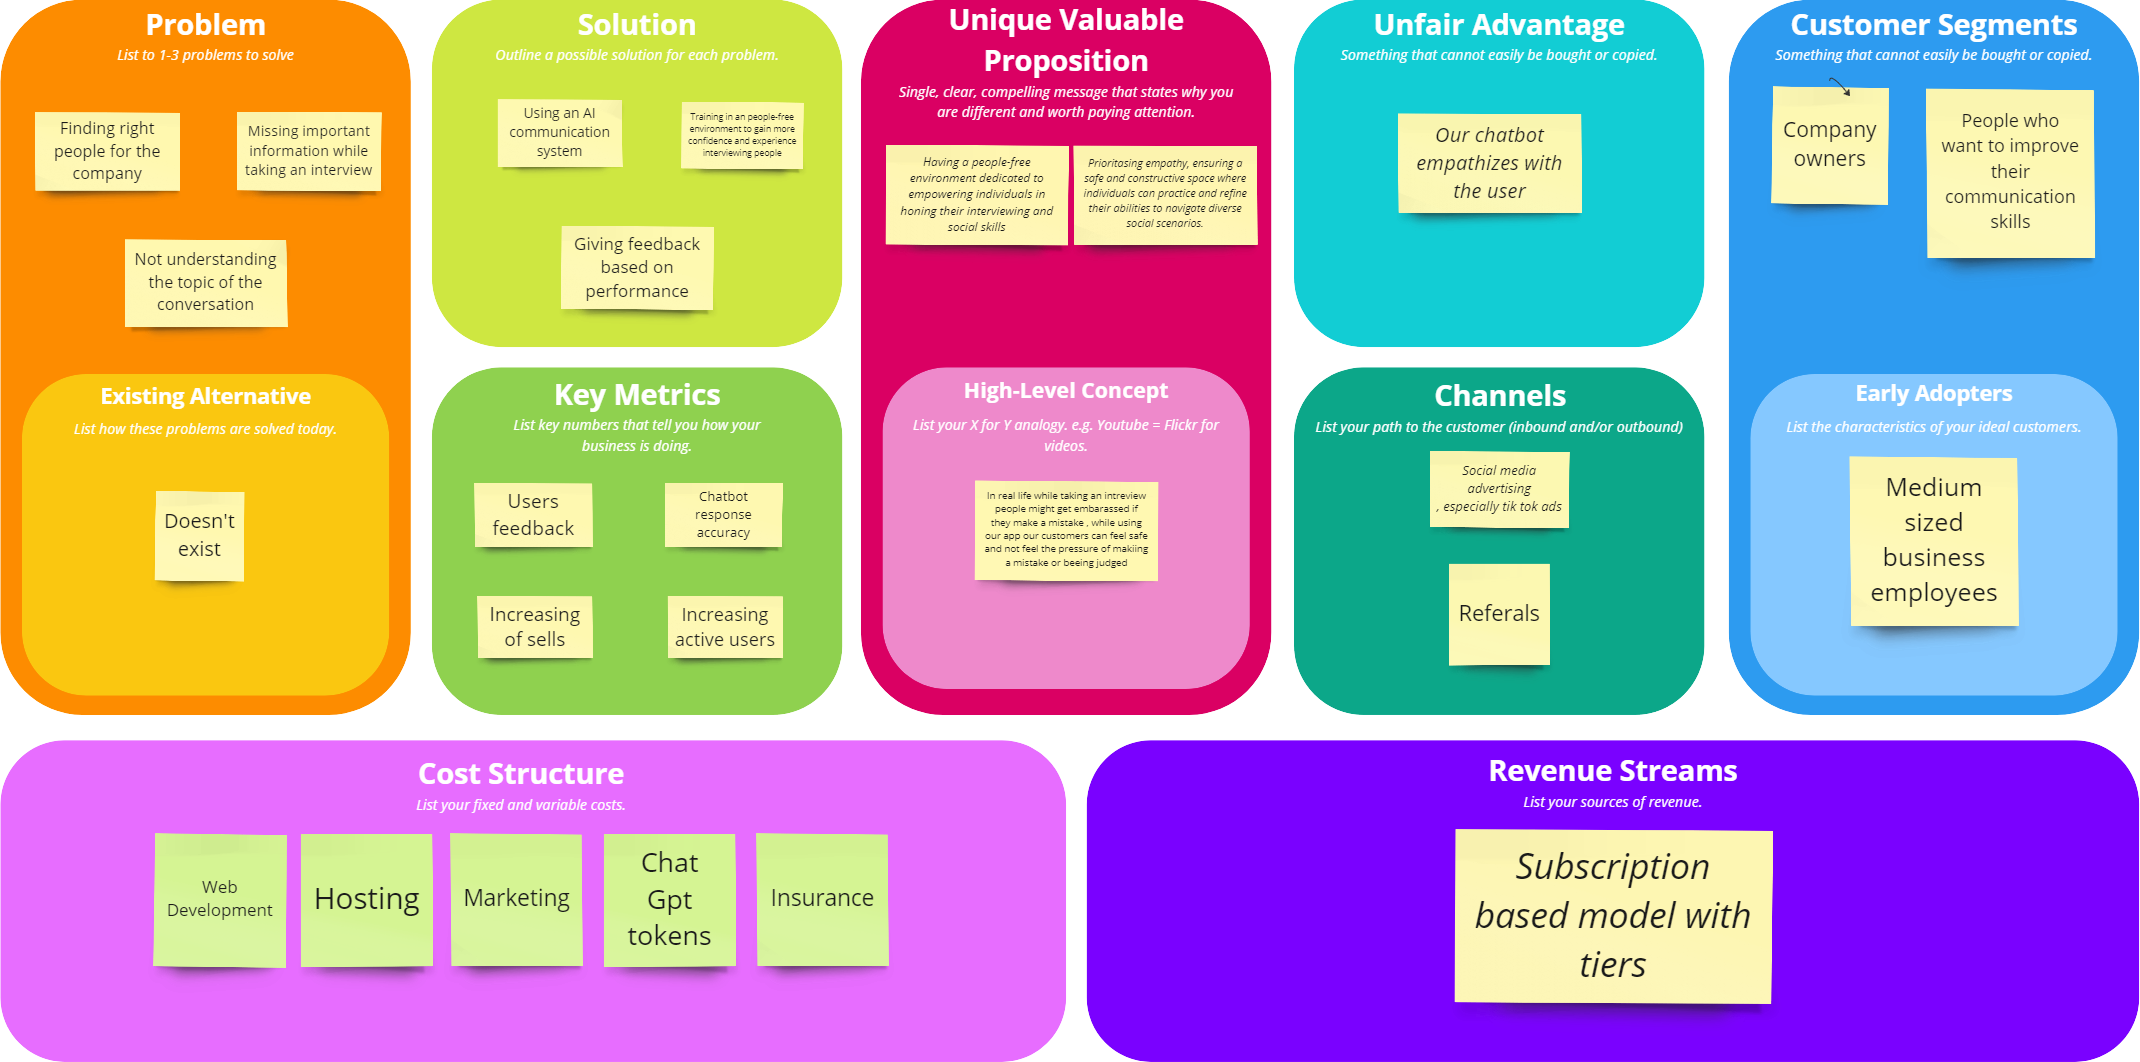 Problem
List to 1-3 problems to solve
Finding right
people for the
company
Missing important
information while
taking an interview
Not understanding
the topic of the
conversation
Existing Alternative
List how these problems are solved today.
Doesn't
exist
Solution
Outline a possible solution for each problem.
Using an AI
communication
system
Training in an people-free
environment to gain more
confidence and experience
interviewing people
Giving feedback
based on
performance
Key Metrics
List key numbers that tell you how your
business is doing.
Users
feedback
Chatbot
response
accuracy
Increasing
of sells
Increasing
active users
Unique Valuable
Proposition
Single, clear, compelling message that states why you
are different and worth paying attention.
Having a people-free
environment dedicated to
empowering individuals in
honing their interviewing and
social skills
Prioritasing empathy, ensuring a
safe and constructive space where
individuals can practice and refine
their abilities to navigate diverse
social scenarios.
High-Level Concept
List your X for Y analogy. e.g. Youtube = Flickr for
videos.
In real life while taking an intreview
people might get embarassed if
they make a mistake , while using
our app our customers can feel safe
and not feel the pressure of makiing
a mistake or beeing judged
Unfair Advantage
Something that cannot easily be bought or copied.
Our chatbot
empathizes with
the user
Channels
List your path to the customer (inbound and/or outbound)
Social media
advertising
, especially tik tok ads
Referals
Customer Segments
Something that cannot easily be bought or copied.
Company
owners
People who
want to improve
their
communication
skills
Early Adopters
List the characteristics of your ideal customers.
Medium
sized
business
employees
Cost Structure
List your fixed and variable costs.
Web
Development
Hosting
Marketing
Chat
Gpt
tokens
Insurance
Revenue Streams
List your sources of revenue.
Subscription
based model with
tiers